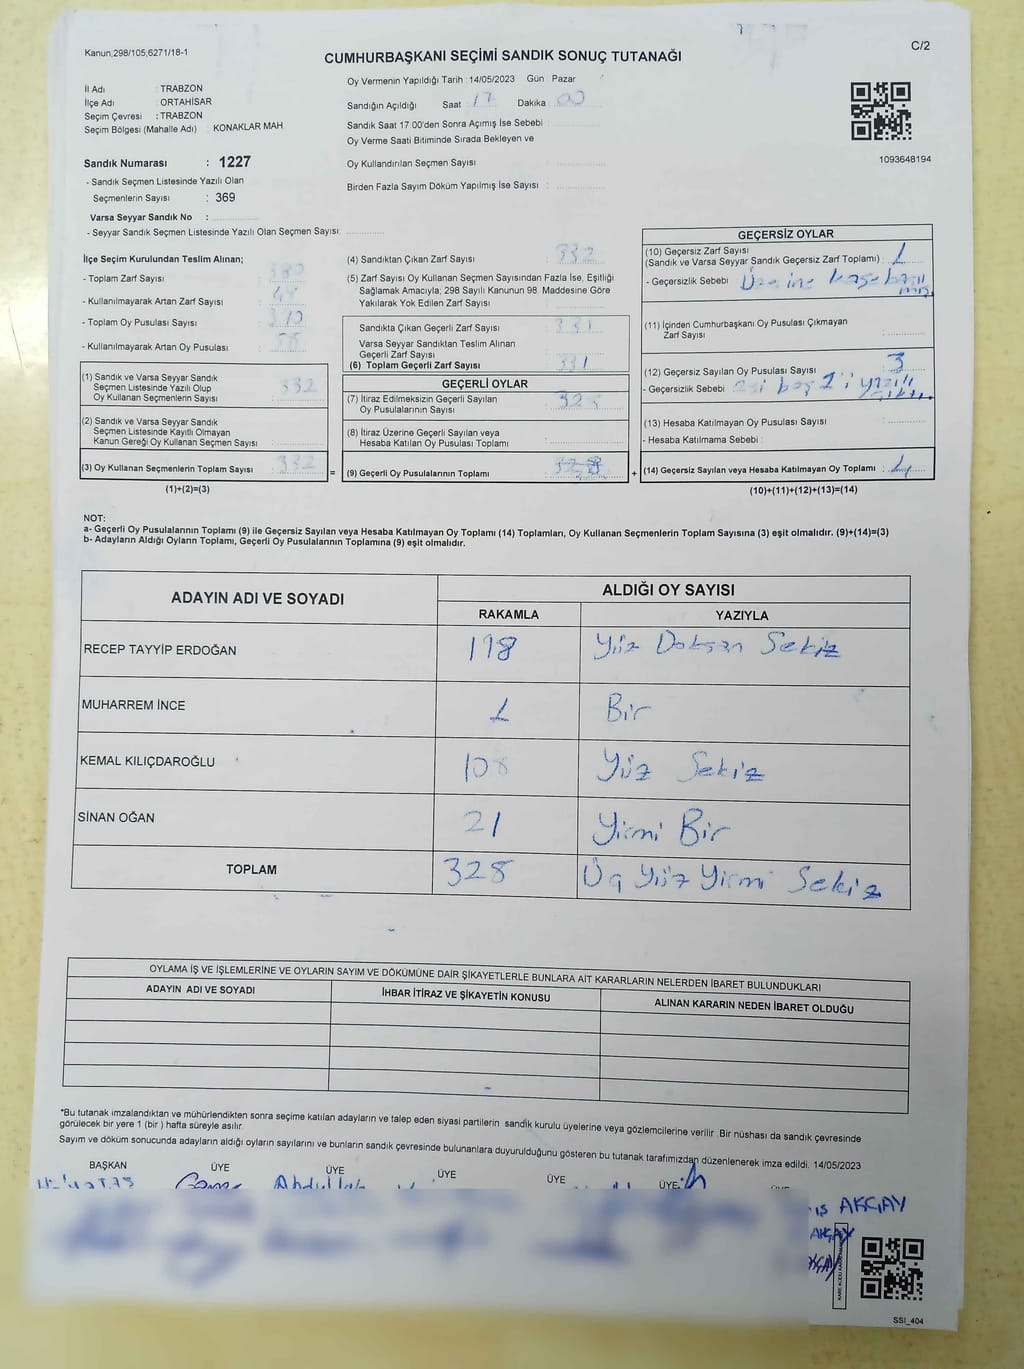 Kanun;298/105,6271/18-1
C/2
CUMHURBAŞKANI SEÇİMİ SANDIK SONUÇ TUTANAĞI
İl Adı : TRABZON
İlçe Adı : ORTAHİSAR
Seçim Çevresi : TRABZON
Seçim Bölgesi (Mahalle Adı) : KONAKLAR MAH
Sandık Numarası : 1227
- Sandık Seçmen Listesinde Yazılı Olan
Seçmenlerin Sayısı : 369
Varsa Seyyar Sandık No :
- Seyyar Sandık Seçmen Listesinde Yazılı Olan Seçmen Sayısı:
Oy Vermenin Yapıldığı Tarih :14/05/2023 Gün Pazar
Sandığın Açıldığı Saat 17 Dakika 00
Sandık Saat 17:00'den Sonra Açımış İse Sebebi :
Oy Verme Saati Bitiminde Sırada Bekleyen ve
Oy Kullandırılan Seçmen Sayısı :
Birden Fazla Sayım Döküm Yapılmış İse Sayısı :
1093648194
İlçe Seçim Kurulundan Teslim Alınan;
- Toplam Zarf Sayısı : 380
- Kullanılmayarak Artan Zarf Sayısı : 48
- Toplam Oy Pusulası Sayısı :
- Kullanılmayarak Artan Oy Pusulası :
(1) Sandık ve Varsa Seyyar Sandık
Seçmen Listesinde Yazılı Olup
Oy Kullanan Seçmenlerin Sayısı : 332
(2) Sandık ve Varsa Seyyar Sandık
Seçmen Listesinde Kayıtlı Olmayan
Kanun Gereği Oy Kullanan Seçmen Sayısı :
(3) Oy Kullanan Seçmenlerin Toplam Sayısı : 332
(1)+(2)=(3)
=
(4) Sandıktan Çıkan Zarf Sayısı : 332
(5) Zarf Sayısı Oy Kullanan Seçmen Sayısından Fazla İse, Eşitliği
Sağlamak Amacıyla; 298 Sayılı Kanunun 98. Maddesine Göre
Yakılarak Yok Edilen Zarf Sayısı :
Sandıkta Çıkan Geçerli Zarf Sayısı : 331
Varsa Seyyar Sandıktan Teslim Alınan
Geçerli Zarf Sayısı :
(6) Toplam Geçerli Zarf Sayısı : 331
GEÇERLİ OYLAR
(7) İtiraz Edilmeksizin Geçerli Sayılan
Oy Pusulalarının Sayısı : 328
(8) İtiraz Üzerine Geçerli Sayılan veya
Hesaba Katılan Oy Pusulası Toplamı :
(9) Geçerli Oy Pusulalarının Toplamı : 328
+
GEÇERSİZ OYLAR
(10) Geçersiz Zarf Sayısı
(Sandık ve Varsa Seyyar Sandık Geçersiz Zarf Toplamı) : 1
- Geçersizlik Sebebi : Üzerine kaşe basıl
mış
(11) İçinden Cumhurbaşkanı Oy Pusulası Çıkmayan
Zarf Sayısı :
(12) Geçersiz Sayılan Oy Pusulası Sayısı : 3
- Geçersizlik Sebebi : boş 1'i yazılı
(13) Hesaba Katılmayan Oy Pusulası Sayısı :
- Hesaba Katılmama Sebebi :
(14) Geçersiz Sayılan veya Hesaba Katılmayan Oy Toplamı : 4
(10)+(11)+(12)+(13)=(14)
NOT:
a- Geçerli Oy Pusulalarının Toplamı (9) ile Geçersiz Sayılan veya Hesaba Katılmayan Oy Toplamı (14) Toplamları, Oy Kullanan Seçmenlerin Toplam Sayısına (3) eşit olmalıdır. (9)+(14)=(3)
b- Adayların Aldığı Oyların Toplamı, Geçerli Oy Pusulalarının Toplamına (9) eşit olmalıdır.
ADAYIN ADI VE SOYADI
ALDIĞI OY SAYISI
RAKAMLA YAZIYLA
RECEP TAYYİP ERDOĞAN 198 Yüz Doksan Sekiz
MUHARREM İNCE 1 Bir
KEMAL KILIÇDAROĞLU 108 Yüz Sekiz
SİNAN OĞAN 21 Yirmi Bir
TOPLAM 328 Üç Yüz Yirmi Sekiz
OYLAMA İŞ VE İŞLEMLERİNE VE OYLARIN SAYIM VE DÖKÜMÜNE DAİR ŞİKAYETLERLE BUNLARA AİT KARARLARIN NELERDEN İBARET BULUNDUKLARI
ADAYIN ADI VE SOYADI İHBAR İTİRAZ VE ŞİKAYETİN KONUSU ALINAN KARARIN NEDEN İBARET OLDUĞU
*Bu tutanak imzalandıktan ve mühürlendikten sonra seçime katılan adayların ve talep eden siyasi partilerin sandık kurulu üyelerine veya gözlemcilerine verilir. Bir nüshası da sandık çevresinde
görülecek bir yere 1 (bir ) hafta süreyle asılır.
Sayım ve döküm sonucunda adayların aldığı oyların sayılarını ve bunların sandık çevresinde bulunanlara duyurulduğunu gösteren bu tutanak tarafımızdan düzenlenerek imza edildi. 14/05/2023
BAŞKAN ÜYE ÜYE ÜYE ÜYE ÜYE
AKGAY
SSI_404